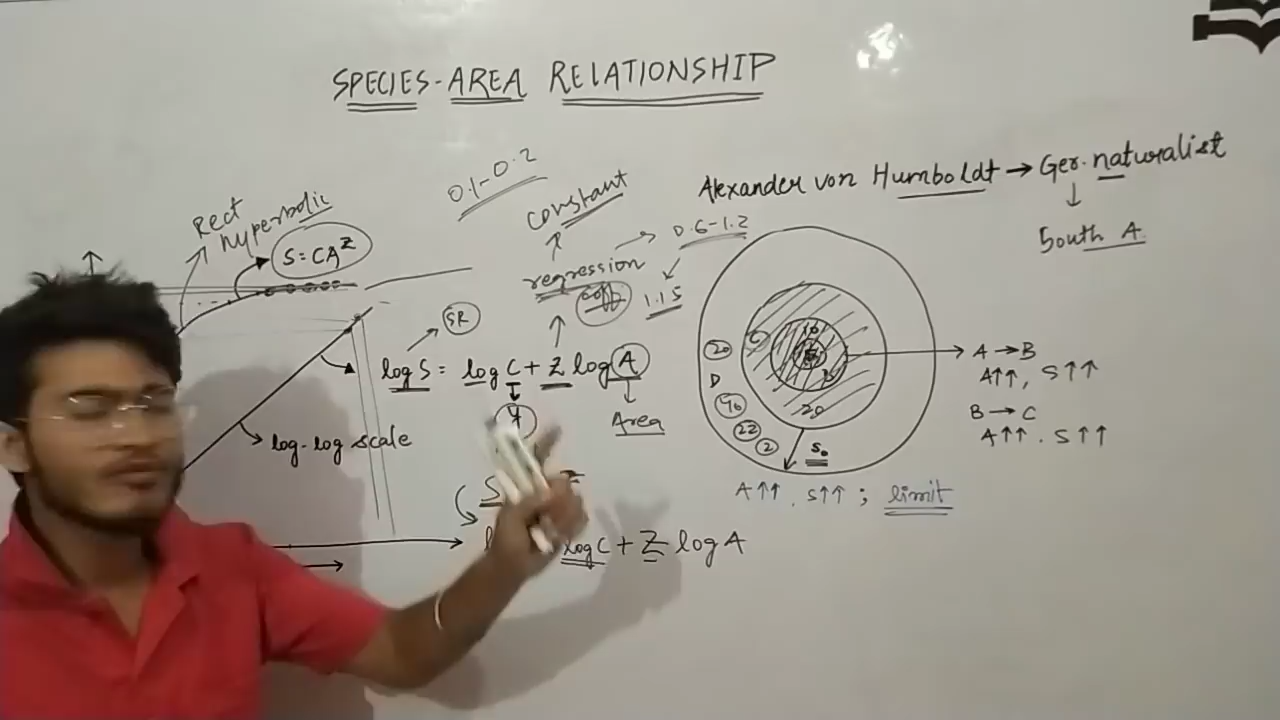 SPECIES-AREA RELATIONSHIP
0.1-0.2
Rect
hyperbolic
S=CA^Z
constant
regression
coff
0.6-1.2
1.15
SR
log S = log C + Z log A
Y
Area
log-log scale
S
log C + Z log A
Alexander von Humboldt → Ger. naturalist
South A.
20
D
20
22
2
50
A → B
A↑↑, S↑↑
B → C
A↑↑. S↑↑
A↑↑. S↑↑ ; limit